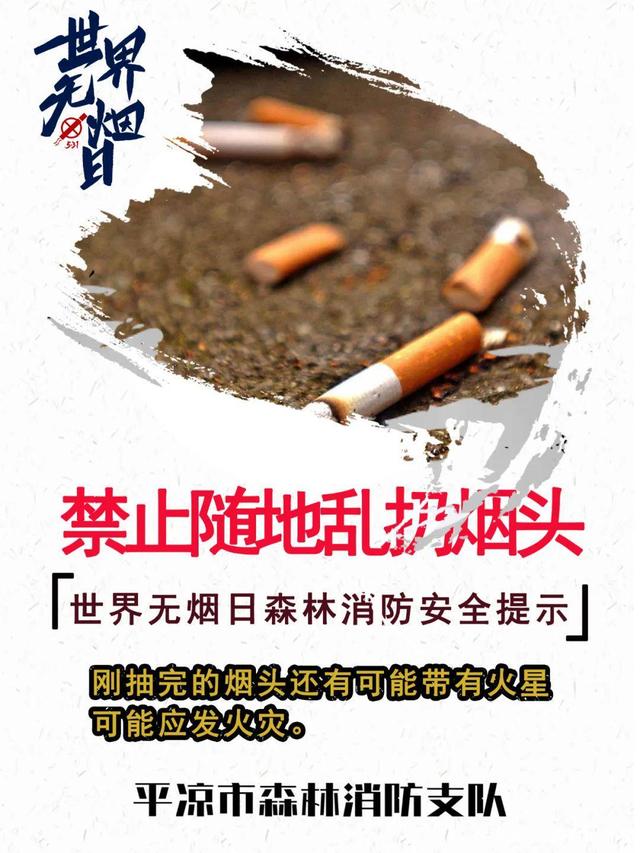 世界
无烟日
531
禁止随地乱扔烟头
「世界无烟日森林消防安全提示」
刚抽完的烟头还有可能带有火星
可能应发火灾。
平凉市森林消防支队